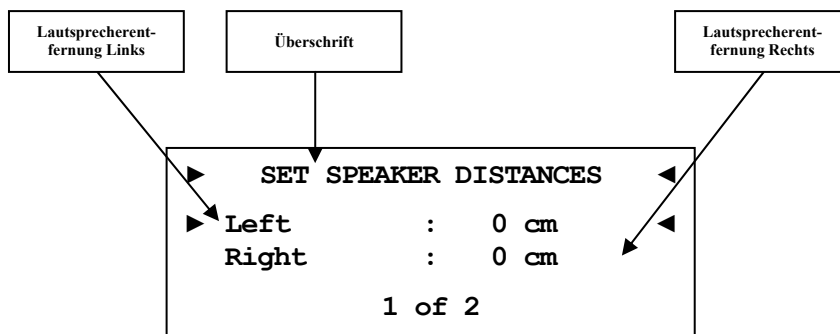 Lautsprecherent-
fernung Links
Überschrift
Lautsprecherent-
fernung Rechts
► SET SPEAKER DISTANCES ◄
► Left : 0 cm ◄
Right : 0 cm
1 of 2